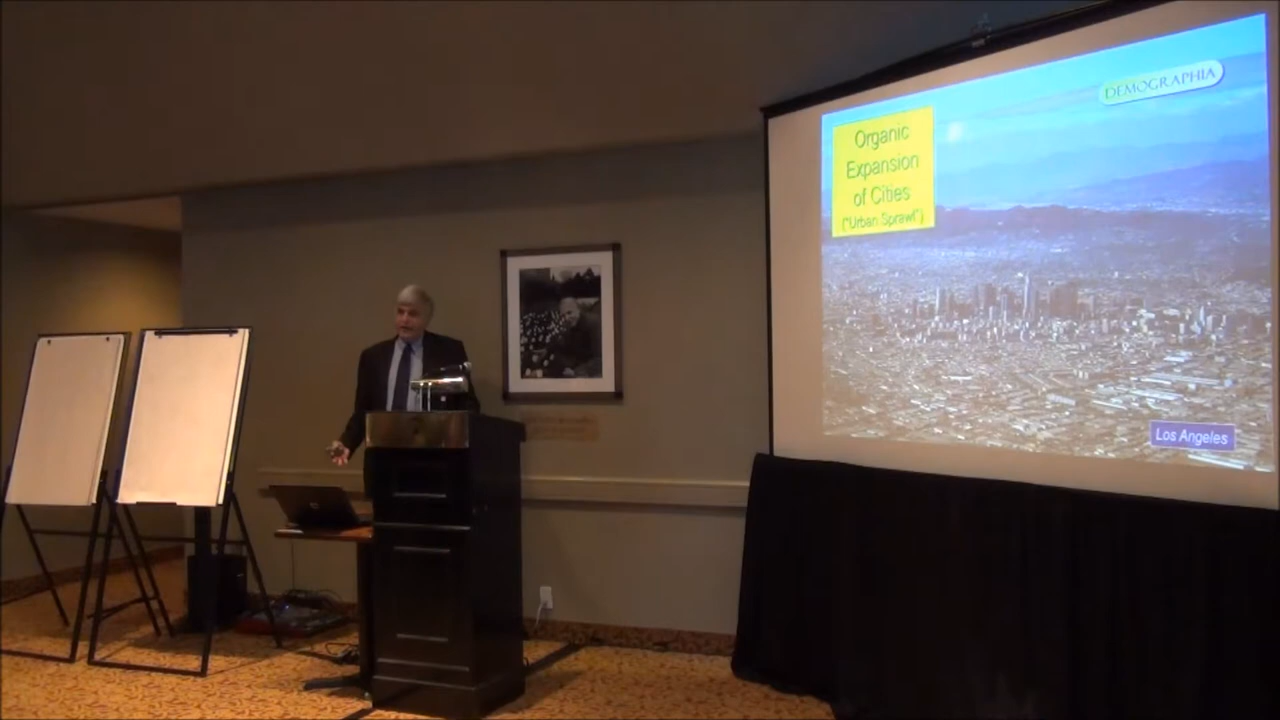 DEMOGRAPHIA
Organic
Expansion
of Cities
("Urban Sprawl")
Los Angeles